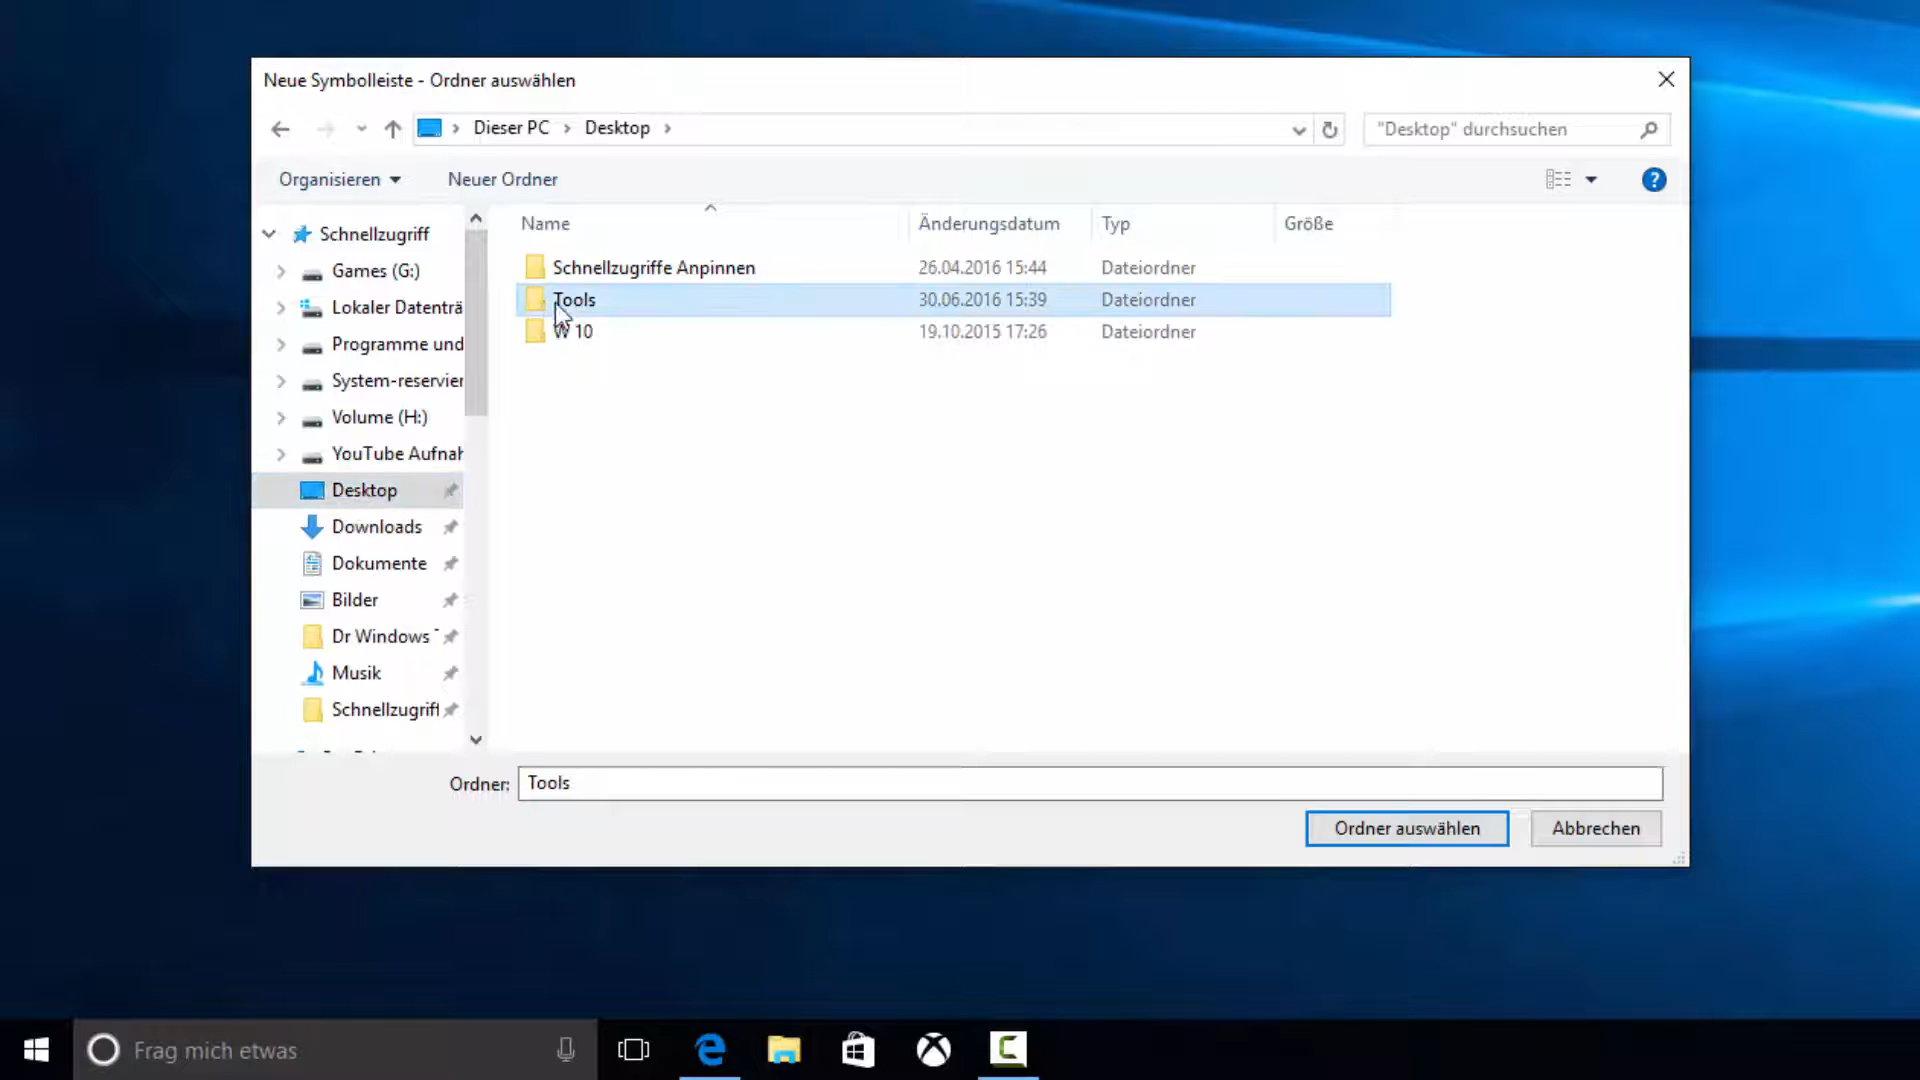 Neue Symbolleiste - Ordner auswählen
Dieser PC
Desktop
"Desktop" durchsuchen
Organisieren
Neuer Ordner
?
Name
Änderungsdatum
Typ
Größe
Schnellzugriffe Anpinnen
26.04.2016 15:44
Dateiordner
Tools
30.06.2016 15:39
Dateiordner
W 10
19.10.2015 17:26
Dateiordner
Schnellzugriff
Games (G:)
Lokaler Datenträ
Programme und
System-reservier
Volume (H:)
YouTube Aufnah
Desktop
Downloads
Dokumente
Bilder
Dr Windows
Musik
Schnellzugriff
Ordner:
Tools
Ordner auswählen
Abbrechen
Frag mich etwas